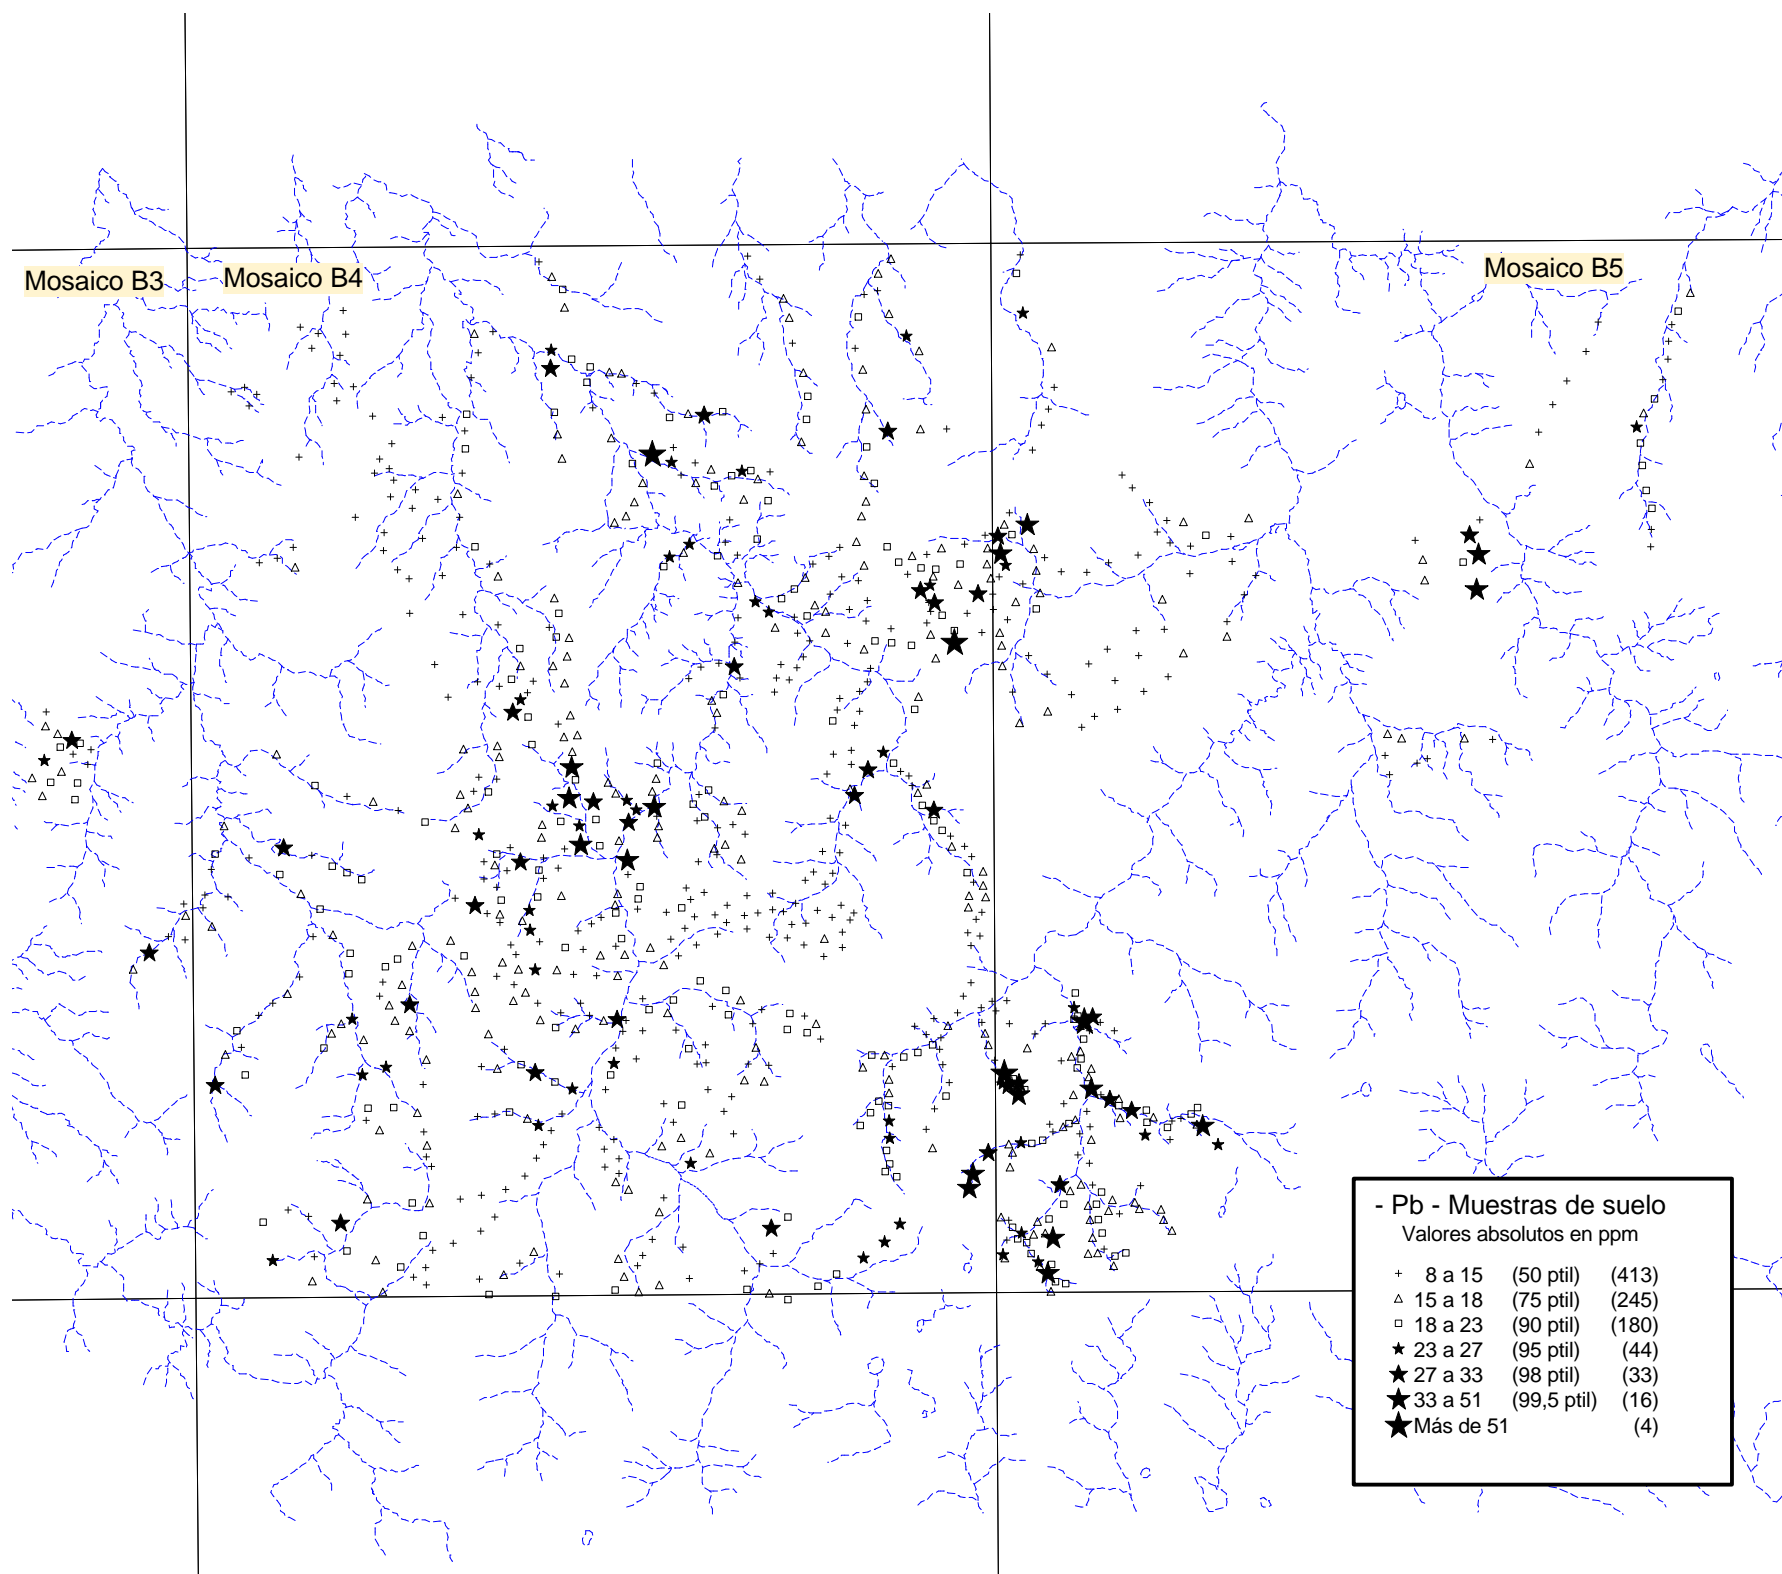 Mosaico B3
Mosaico B4
Mosaico B5
- Pb - Muestras de suelo
Valores absolutos en ppm
8 a 15 (50 ptil) (413)
15 a 18 (75 ptil) (245)
18 a 23 (90 ptil) (180)
23 a 27 (95 ptil) (44)
27 a 33 (98 ptil) (33)
33 a 51 (99,5 ptil) (16)
Más de 51 (4)